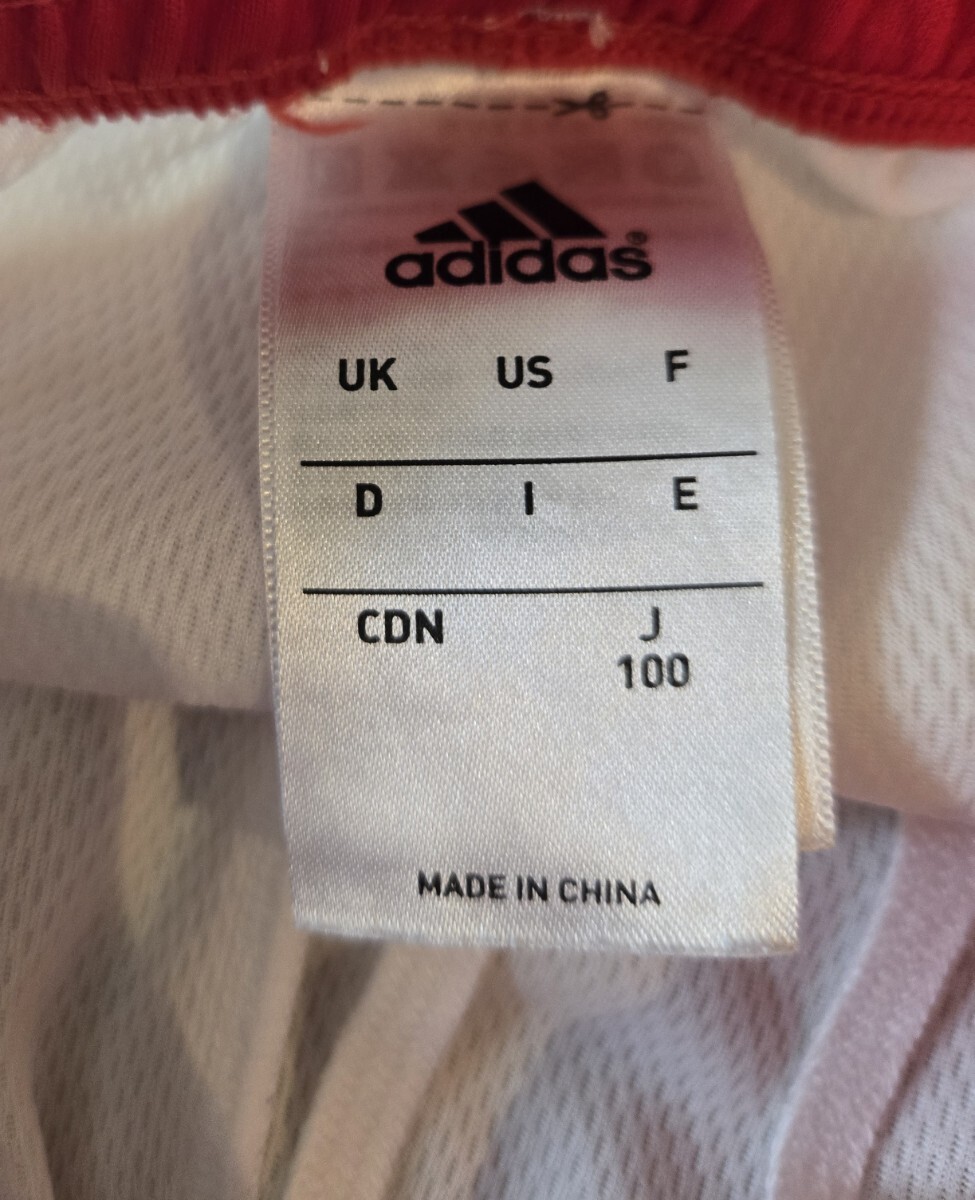 adidas®
UK US F
D I E
CDN J
100
MADE IN CHINA